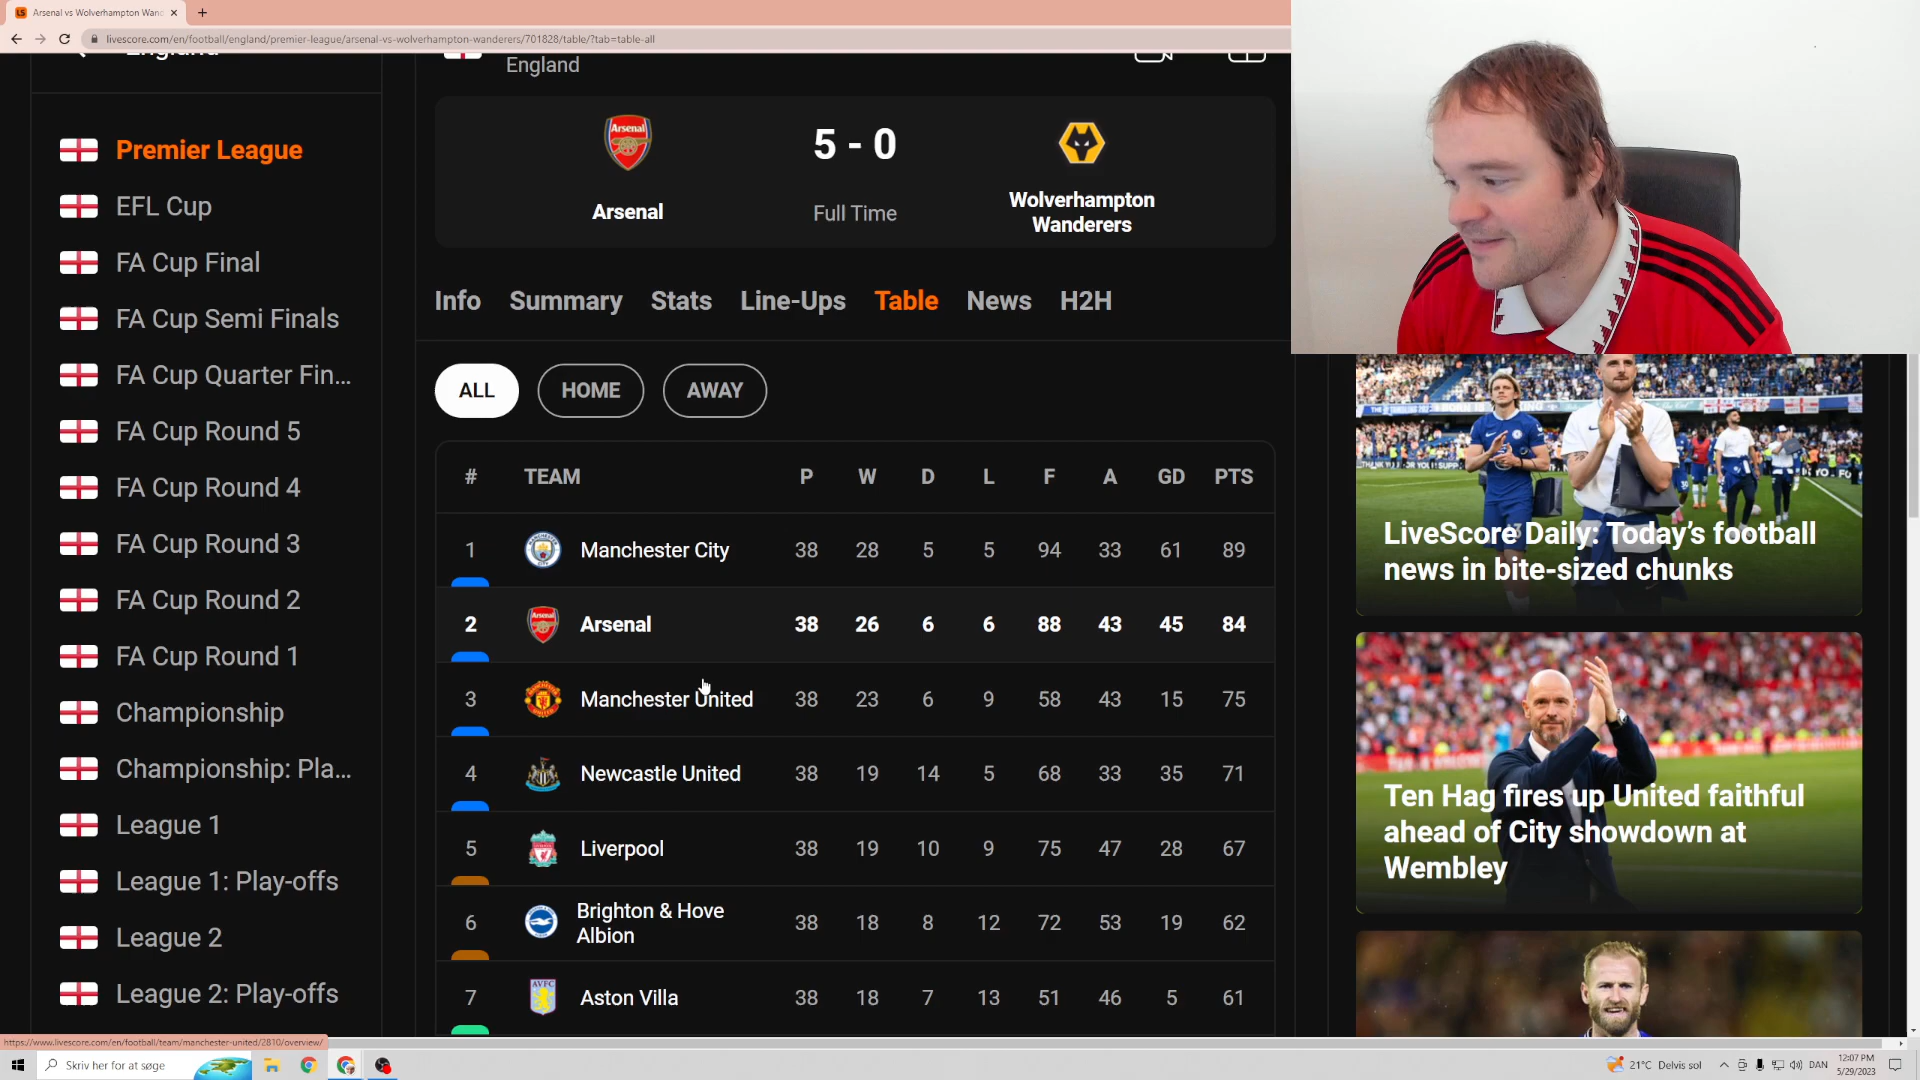 Arsenal vs Wolverhampton Wan
livescore.com/en/football/england/premier-league/arsenal-vs-wolverhampton-wanderers/701828/table/?tab=table-all
England
Premier League
EFL Cup
FA Cup Final
FA Cup Semi Finals
FA Cup Quarter Fin...
FA Cup Round 5
FA Cup Round 4
FA Cup Round 3
FA Cup Round 2
FA Cup Round 1
Championship
Championship: Pla...
League 1
League 1: Play-offs
League 2
League 2: Play-offs
England
Arsenal
5 - 0
Full Time
Arsenal
Wolverhampton
Wanderers
Info Summary Stats Line-Ups Table News H2H
ALL HOME AWAY
# TEAM P W D L F A GD PTS
1 Manchester City 38 28 5 5 94 33 61 89
2 Arsenal 38 26 6 6 88 43 45 84
3 Manchester United 38 23 6 9 58 43 15 75
4 Newcastle United 38 19 14 5 68 33 35 71
5 Liverpool 38 19 10 9 75 47 28 67
6 Brighton & Hove Albion 38 18 8 12 72 53 19 62
7 Aston Villa 38 18 7 13 51 46 5 61
LiveScore Daily: Today's football
news in bite-sized chunks
Ten Hag fires up United faithful
ahead of City showdown at
Wembley
https://www.livescore.com/en/football/team/manchester-united/2810/overview/
Skriv her for at søge
21°C Delvis sol
DAN
12:07 PM
5/29/2023